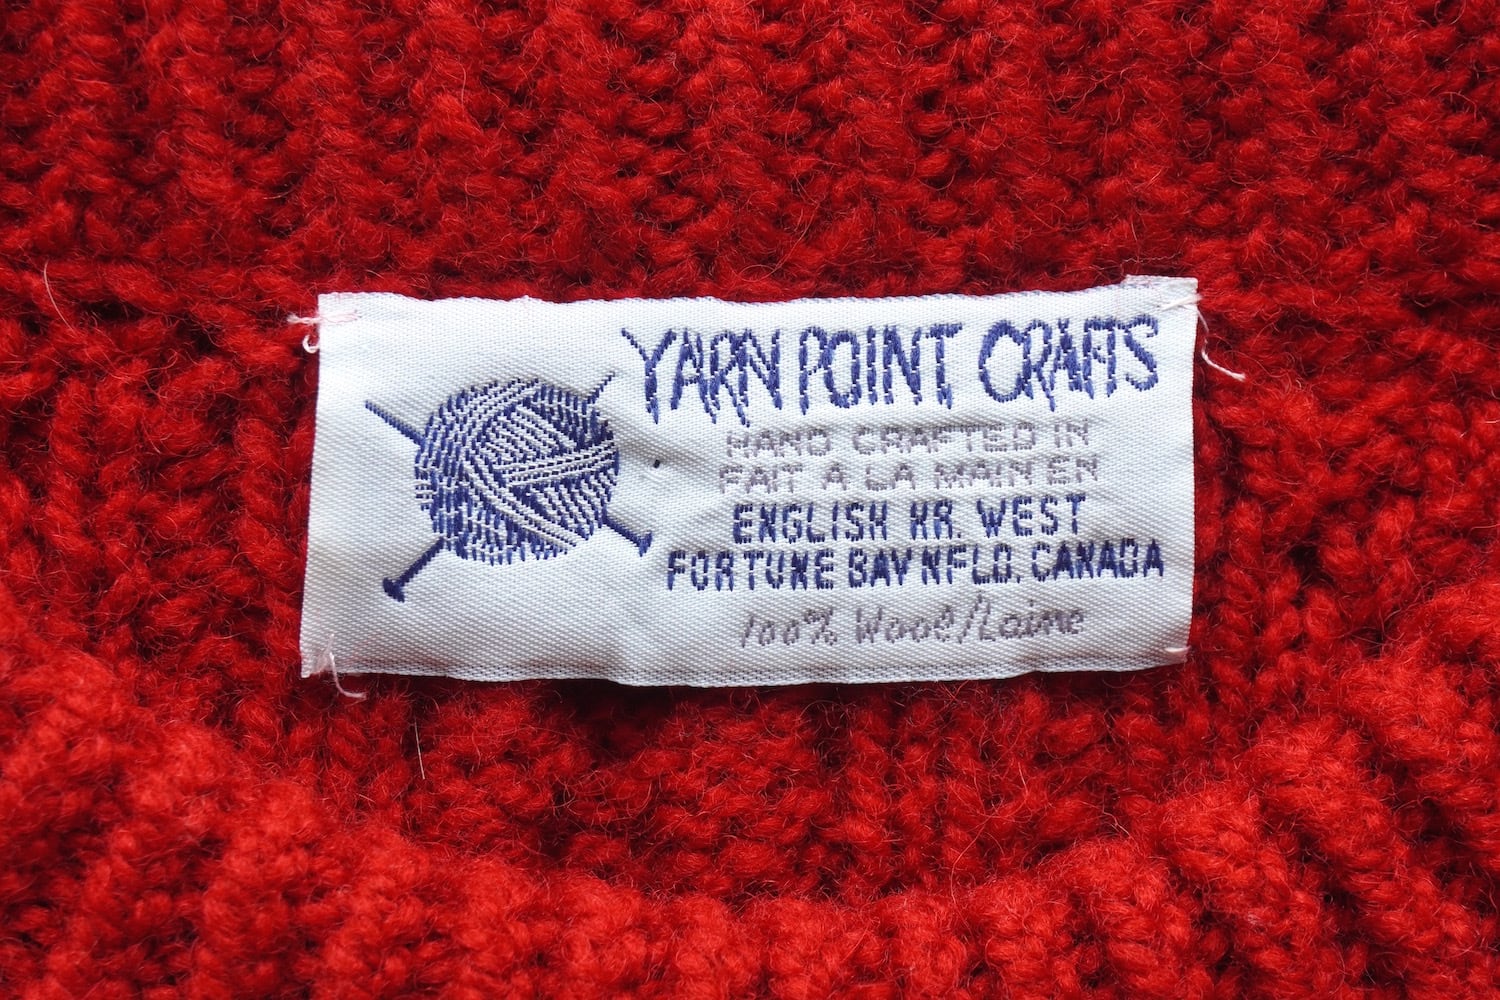 YARN POINT CRAFTS
HAND CRAFTED IN
FAIT A LA MAIN EN
ENGLISH HR. WEST
FORTUNE BAY NFLD. CANADA
100% Wool/Laine